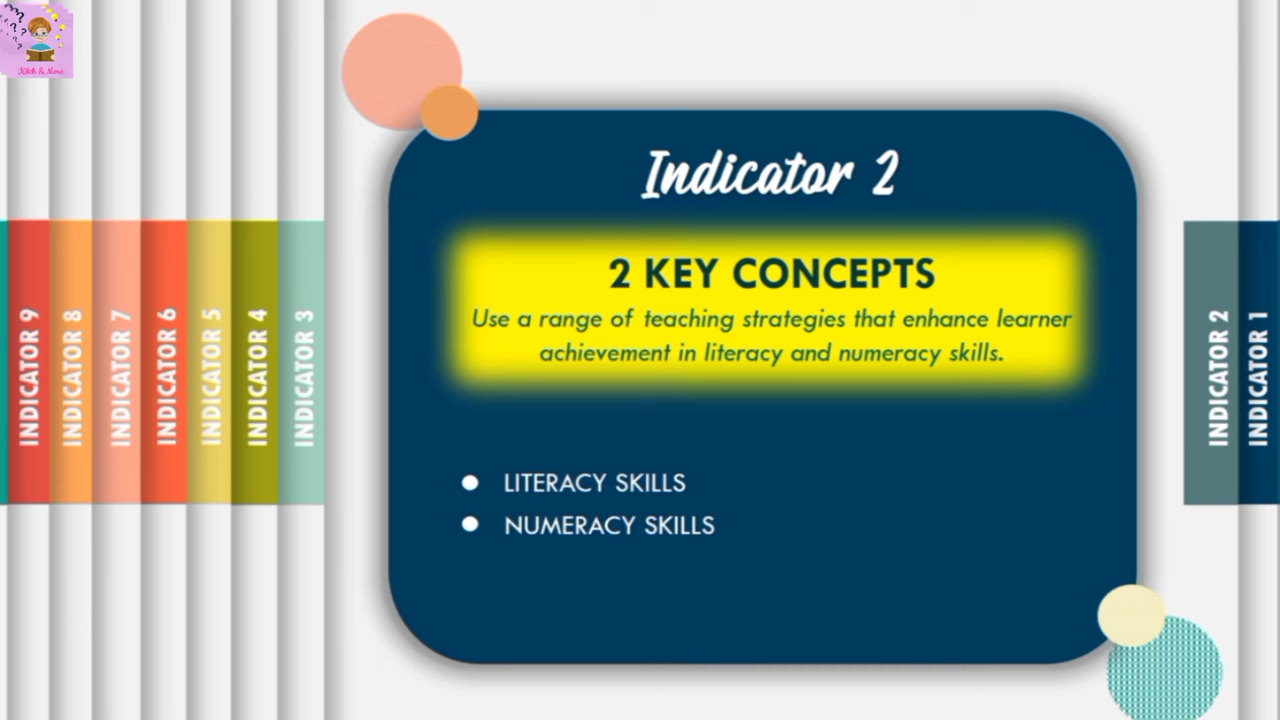 Kitch & More
Indicator 2
2 KEY CONCEPTS
Use a range of teaching strategies that enhance learner
achievement in literacy and numeracy skills.
● LITERACY SKILLS
● NUMERACY SKILLS
INDICATOR 9
INDICATOR 8
INDICATOR 7
INDICATOR 6
INDICATOR 5
INDICATOR 4
INDICATOR 3
INDICATOR 2
INDICATOR 1